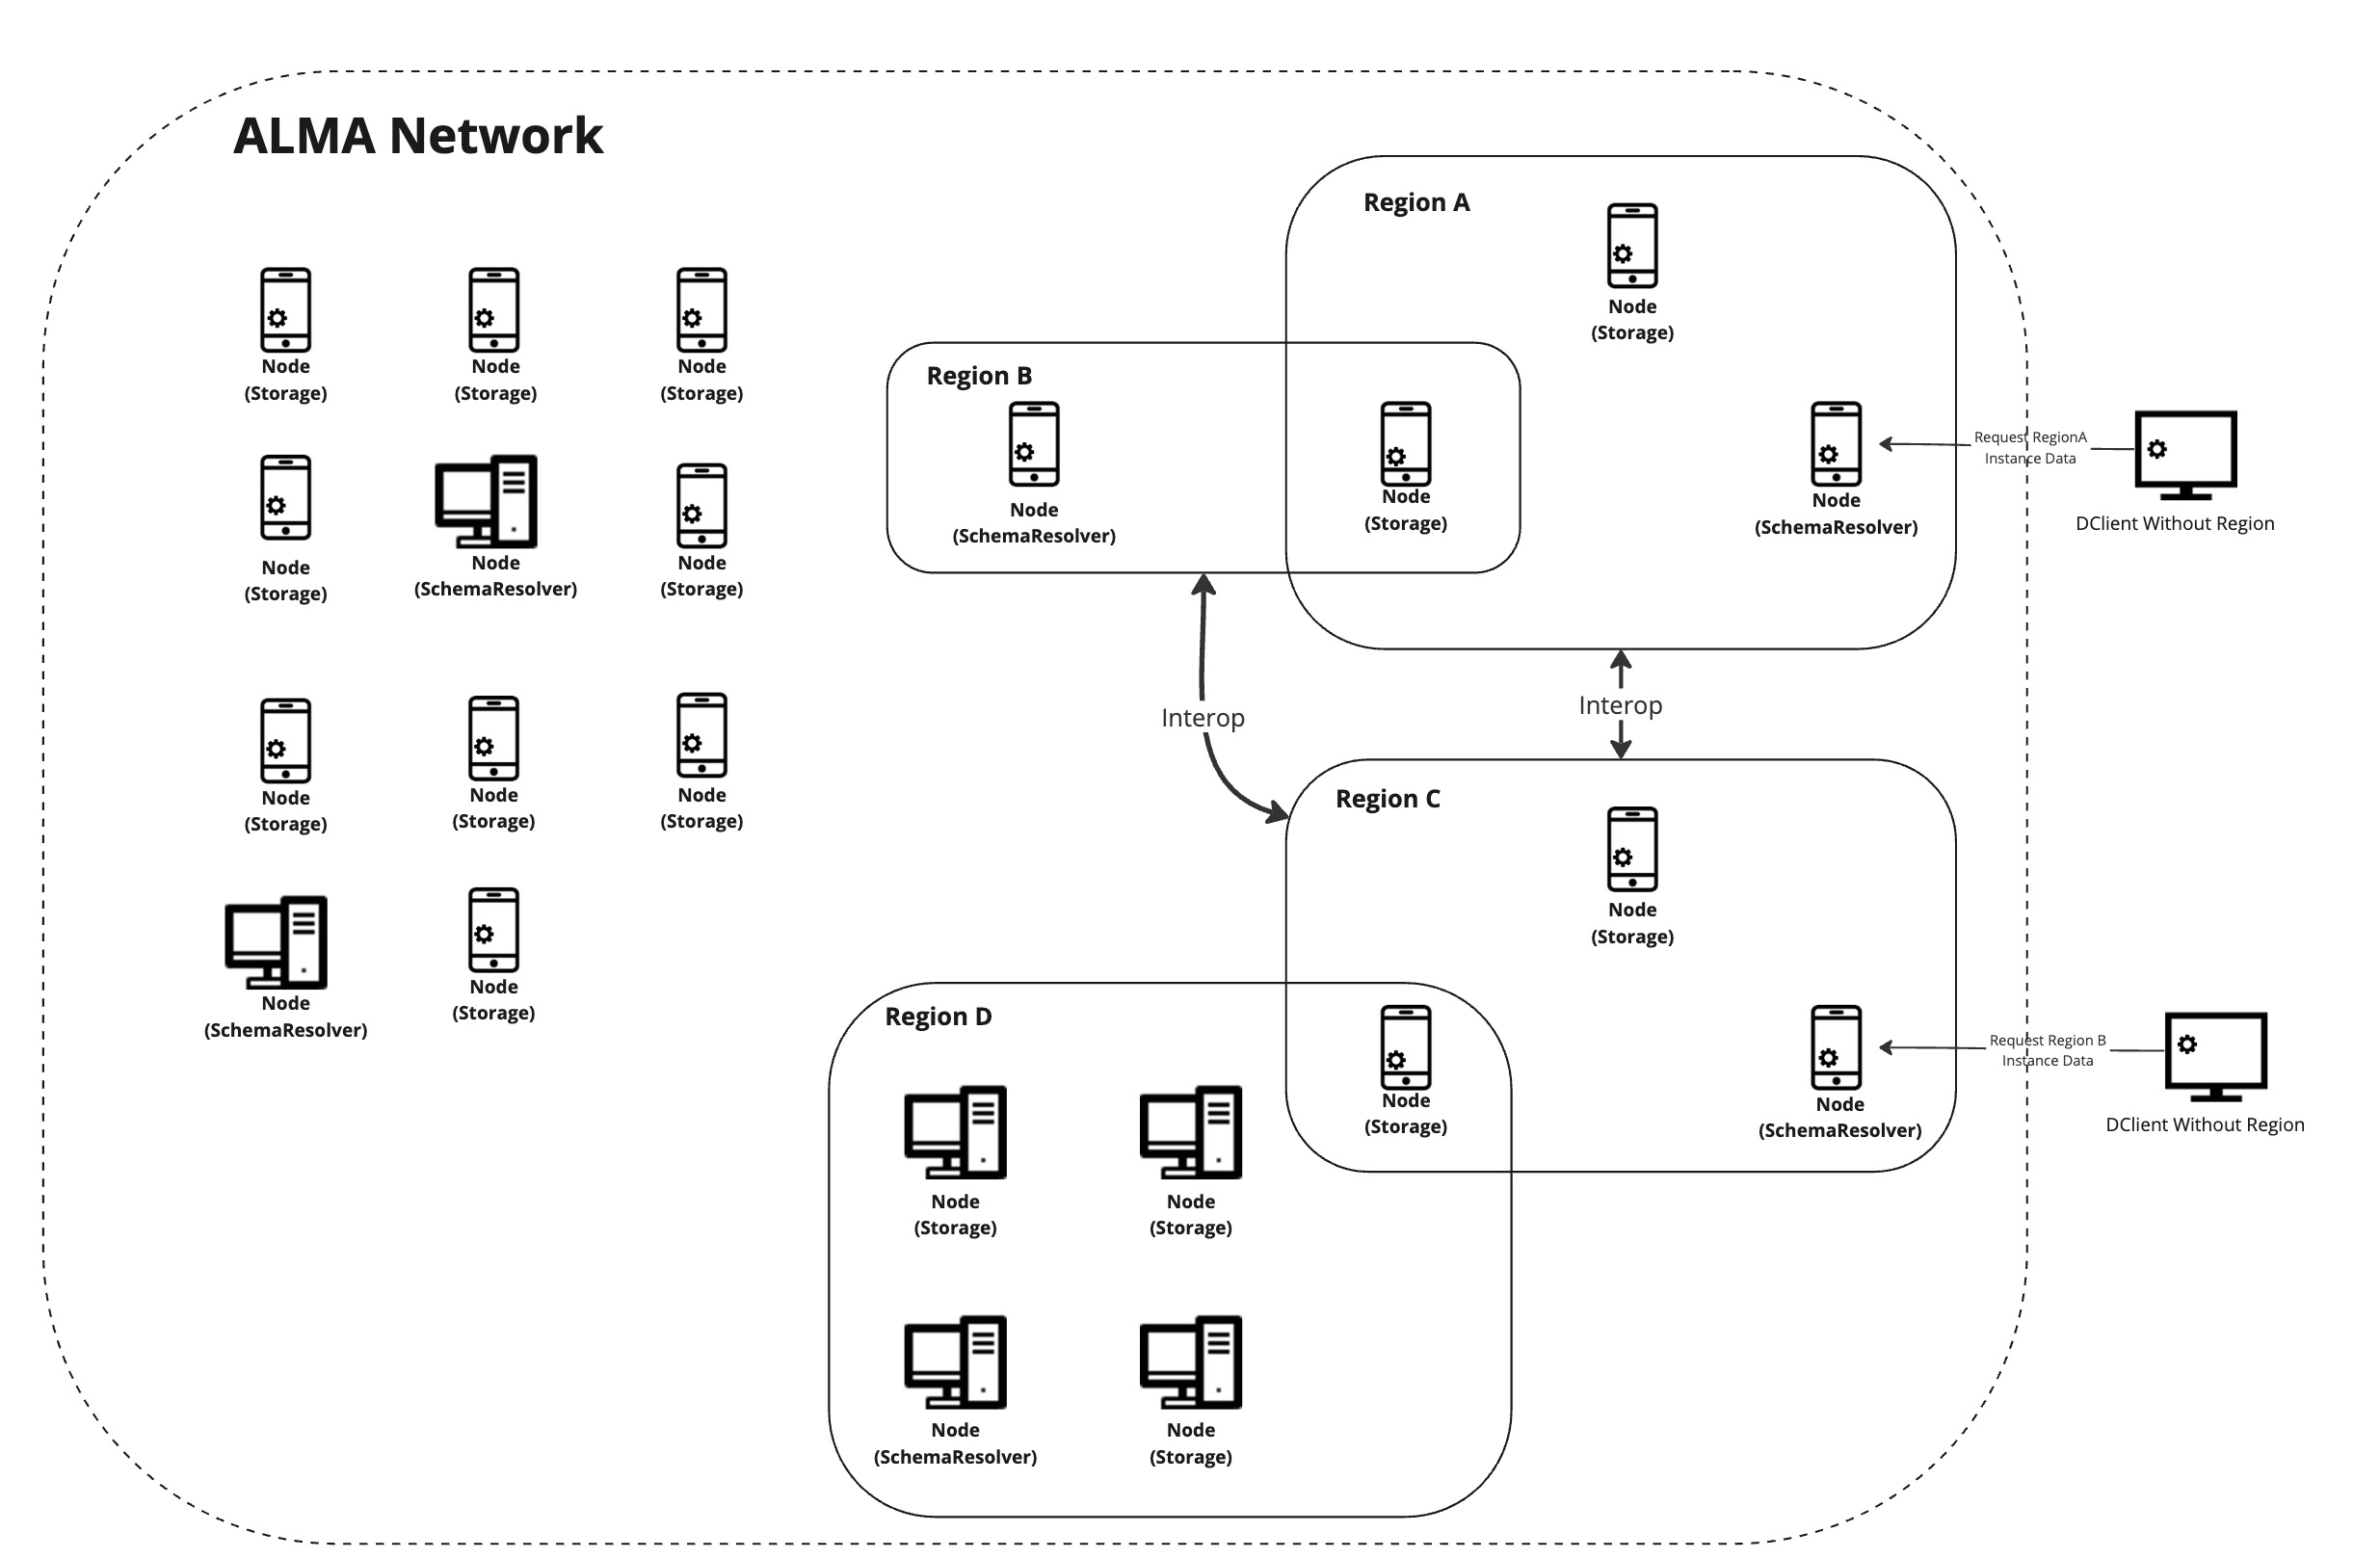 ALMA Network
Node
(Storage)
Node
(Storage)
Node
(Storage)
Node
(Storage)
Node
(SchemaResolver)
Node
(Storage)
Node
(Storage)
Node
(Storage)
Node
(Storage)
Node
(SchemaResolver)
Node
(Storage)
Region A
Node
(Storage)
Region B
Node
(SchemaResolver)
Node
(Storage)
Node
(SchemaResolver)
Request RegionA
Instance Data
DClient Without Region
Interop
Interop
Region C
Node
(Storage)
Node
(Storage)
Node
(SchemaResolver)
Request Region B
Instance Data
DClient Without Region
Region D
Node
(Storage)
Node
(Storage)
Node
(SchemaResolver)
Node
(Storage)